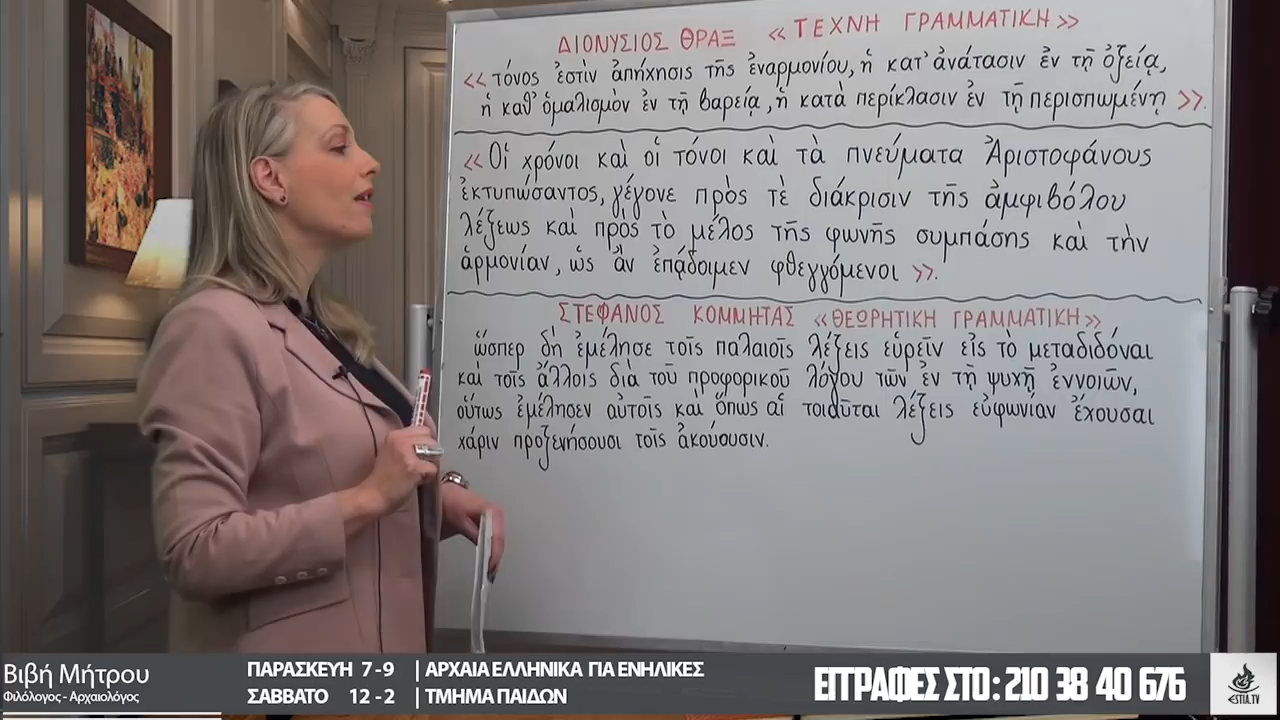 ΔΙΟΝΥΣΙΟΣ ΘΡΑΞ «ΤΕΧΝΗ ΓΡΑΜΜΑΤΙΚΗ»
«τόνος ἐστὶν ἀπήχησις τῆς ἐναρμονίου, ἡ κατ' ἀνάτασιν ἐν τῇ ὀξείᾳ,
ἡ καθ' ὁμαλισμὸν ἐν τῇ βαρείᾳ, ἡ κατὰ περίκλασιν ἐν τῇ περισπωμένῃ».
«Οἱ χρόνοι καὶ οἱ τόνοι καὶ τὰ πνεύματα Ἀριστοφάνους
ἐκτυπώσαντος, γέγονε πρὸς τὲ διάκρισιν τῆς ἀμφιβόλου
λέξεως καὶ πρὸς τὸ μέλος τῆς φωνῆς συμπάσης καὶ τὴν
ἁρμονίαν, ὡς ἂν ἐπᾴδοιμεν φθεγγόμενοι».
ΣΤΕΦΑΝΟΣ ΚΟΜΜΗΤΑΣ «ΘΕΩΡΗΤΙΚΗ ΓΡΑΜΜΑΤΙΚΗ»
ὥσπερ δὴ ἐμέλησε τοῖς παλαιοῖς λέξεις εὑρεῖν εἰς τὸ μεταδιδόναι
καὶ τοῖς ἄλλοις διὰ τοῦ προφορικοῦ λόγου τῶν ἐν τῇ ψυχῇ ἐννοιῶν,
οὕτως ἐμέλησεν αὐτοῖς καὶ ὅπως αἱ τοιαῦται λέξεις εὐφωνίαν ἔχουσαι
χάριν προξενήσουσι τοῖς ἀκούουσιν.
Βιβή Μήτρου
Φιλόλογος - Αρχαιολόγος
ΠΑΡΑΣΚΕΥΗ 7-9 | ΑΡΧΑΙΑ ΕΛΛΗΝΙΚΑ ΓΙΑ ΕΝΗΛΙΚΕΣ
ΣΑΒΒΑΤΟ 12-2 | ΤΜΗΜΑ ΠΑΙΔΩΝ
ΕΓΓΡΑΦΕΣ ΣΤΟ: 210 38 40 676
ESTIA.TV